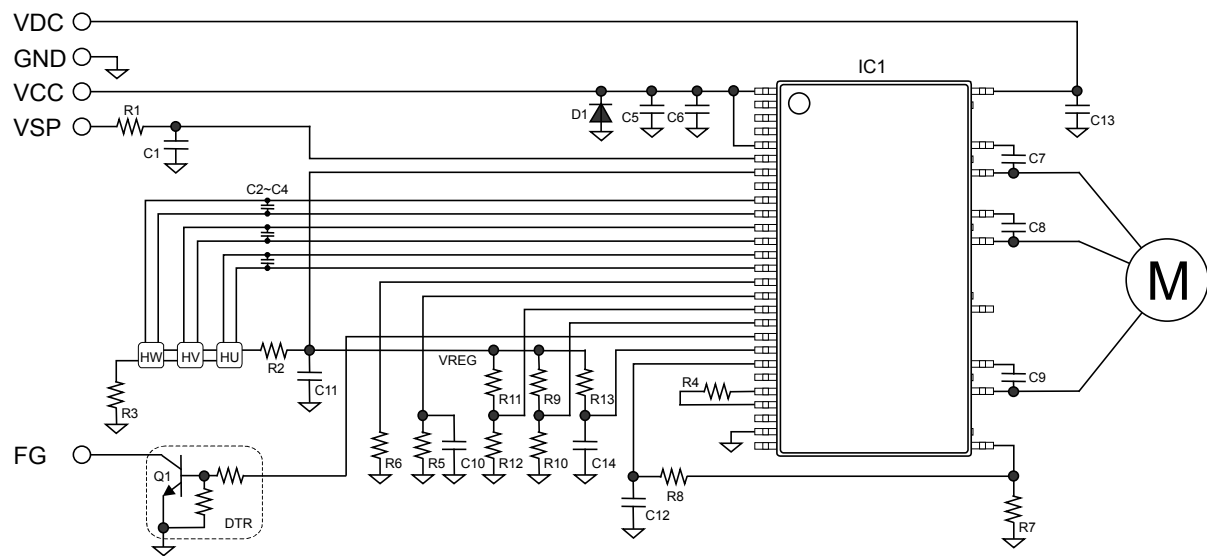 VDC
GND
VCC
VSP
R1
C1
D1
C5
C6
IC1
C13
C7
C2~C4
C8
M
HW
HV
HU
R2
VREG
C11
R3
R11
R9
R13
R4
C9
FG
Q1
DTR
R6
R5
C10
R12
R10
C14
R8
C12
R7